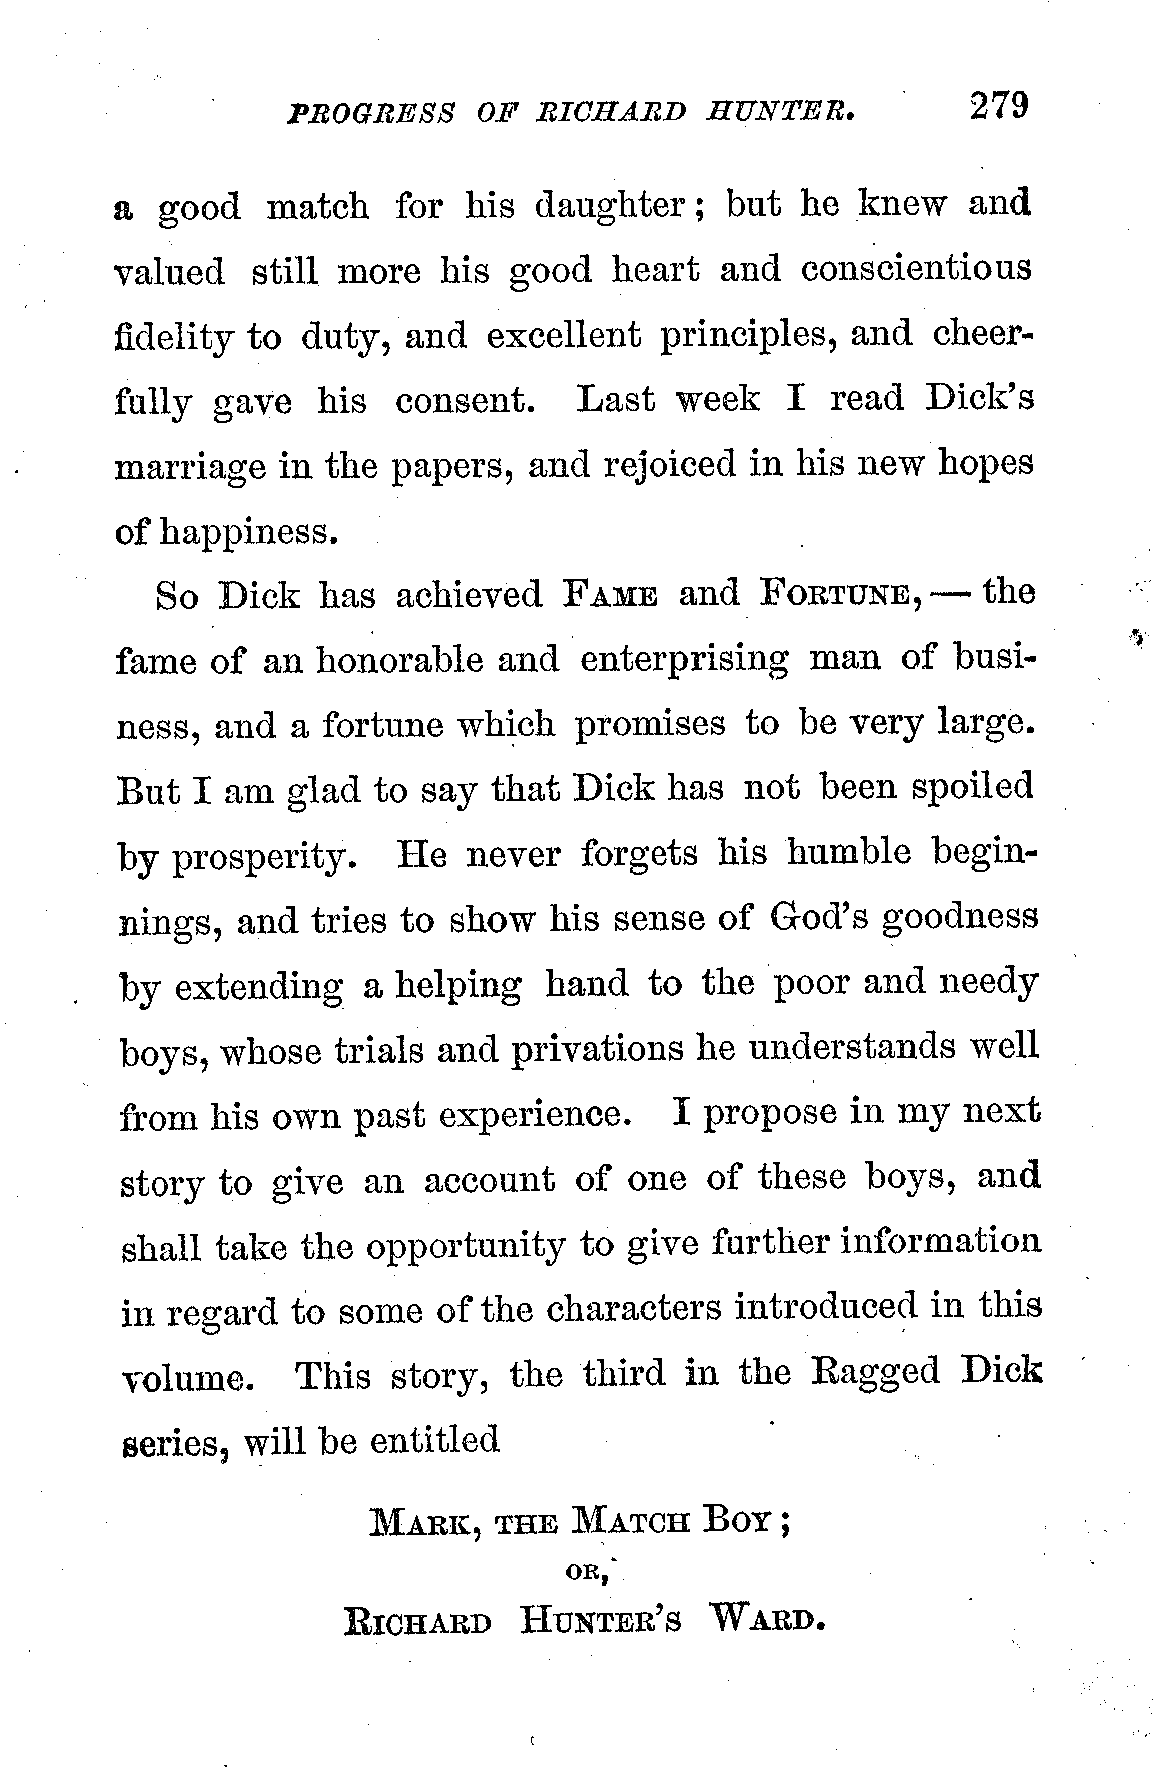 PROGRESS OF RICHARD HUNTER. 279
a good match for his daughter; but he knew and
valued still more his good heart and conscientious
fidelity to duty, and excellent principles, and cheer-
fully gave his consent. Last week I read Dick's
marriage in the papers, and rejoiced in his new hopes
of happiness.
So Dick has achieved FAME and FORTUNE,— the
fame of an honorable and enterprising man of busi-
ness, and a fortune which promises to be very large.
But I am glad to say that Dick has not been spoiled
by prosperity. He never forgets his humble begin-
nings, and tries to show his sense of God's goodness
by extending a helping hand to the poor and needy
boys, whose trials and privations he understands well
from his own past experience. I propose in my next
story to give an account of one of these boys, and
shall take the opportunity to give further information
in regard to some of the characters introduced in this
volume. This story, the third in the Ragged Dick
series, will be entitled
MARK, THE MATCH BOY;
OR,
RICHARD HUNTER'S WARD.